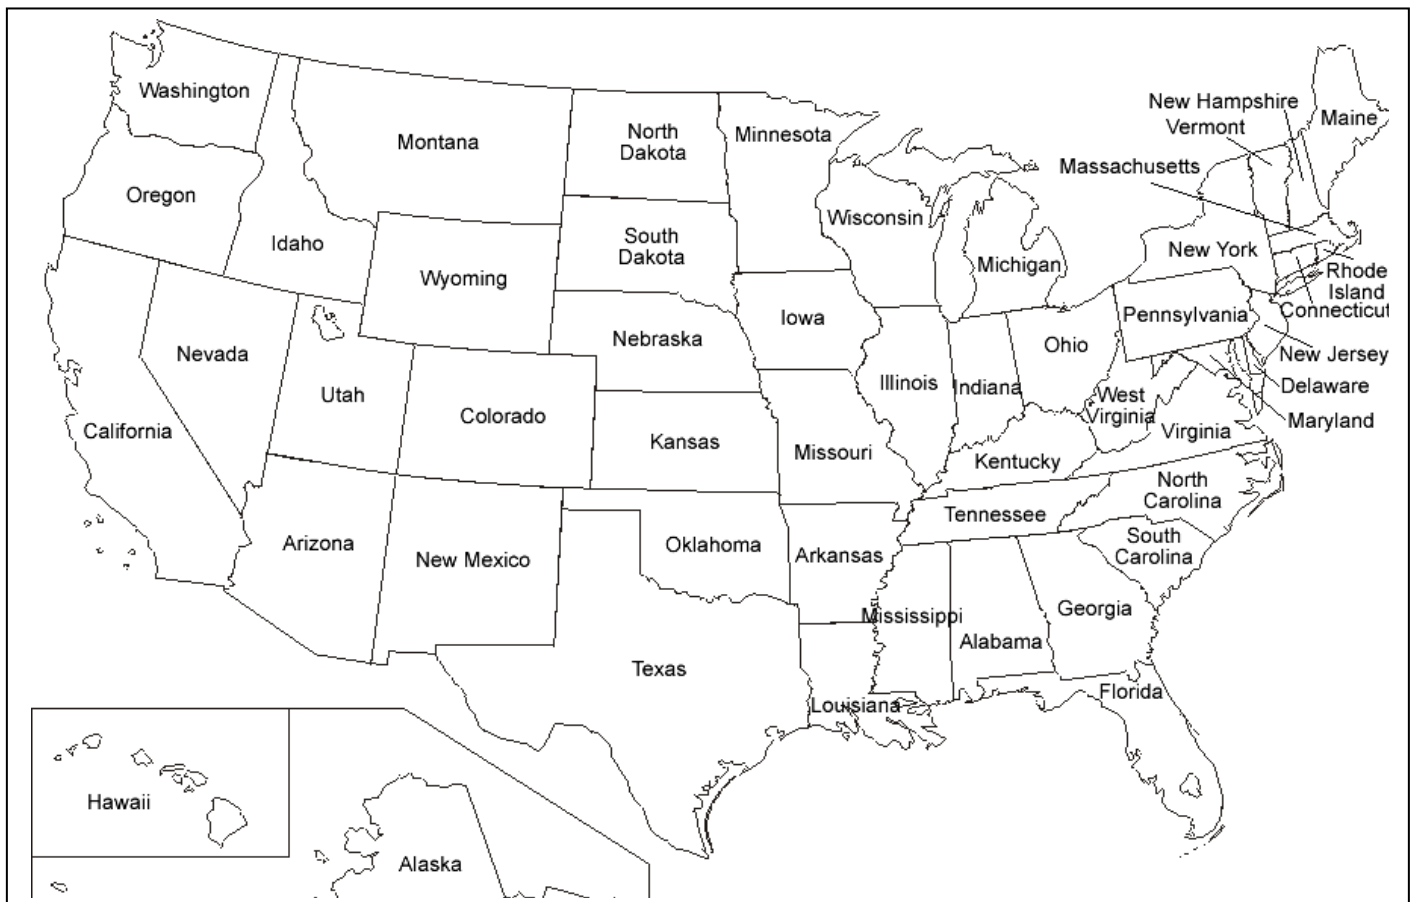 Washington
Montana
North
Dakota
Minnesota
New Hampshire
Vermont
Maine
Massachusetts
Oregon
Idaho
Wyoming
South
Dakota
Wisconsin
Michigan
New York
Rhode
Island
Connecticut
Nevada
Utah
Colorado
Nebraska
Iowa
Illinois
Indiana
Ohio
Pennsylvania
New Jersey
Delaware
Maryland
West
Virginia
Virginia
California
Kansas
Missouri
Kentucky
North
Carolina
Tennessee
South
Carolina
Arizona
New Mexico
Oklahoma
Arkansas
Mississippi
Alabama
Georgia
Texas
Louisiana
Florida
Hawaii
Alaska